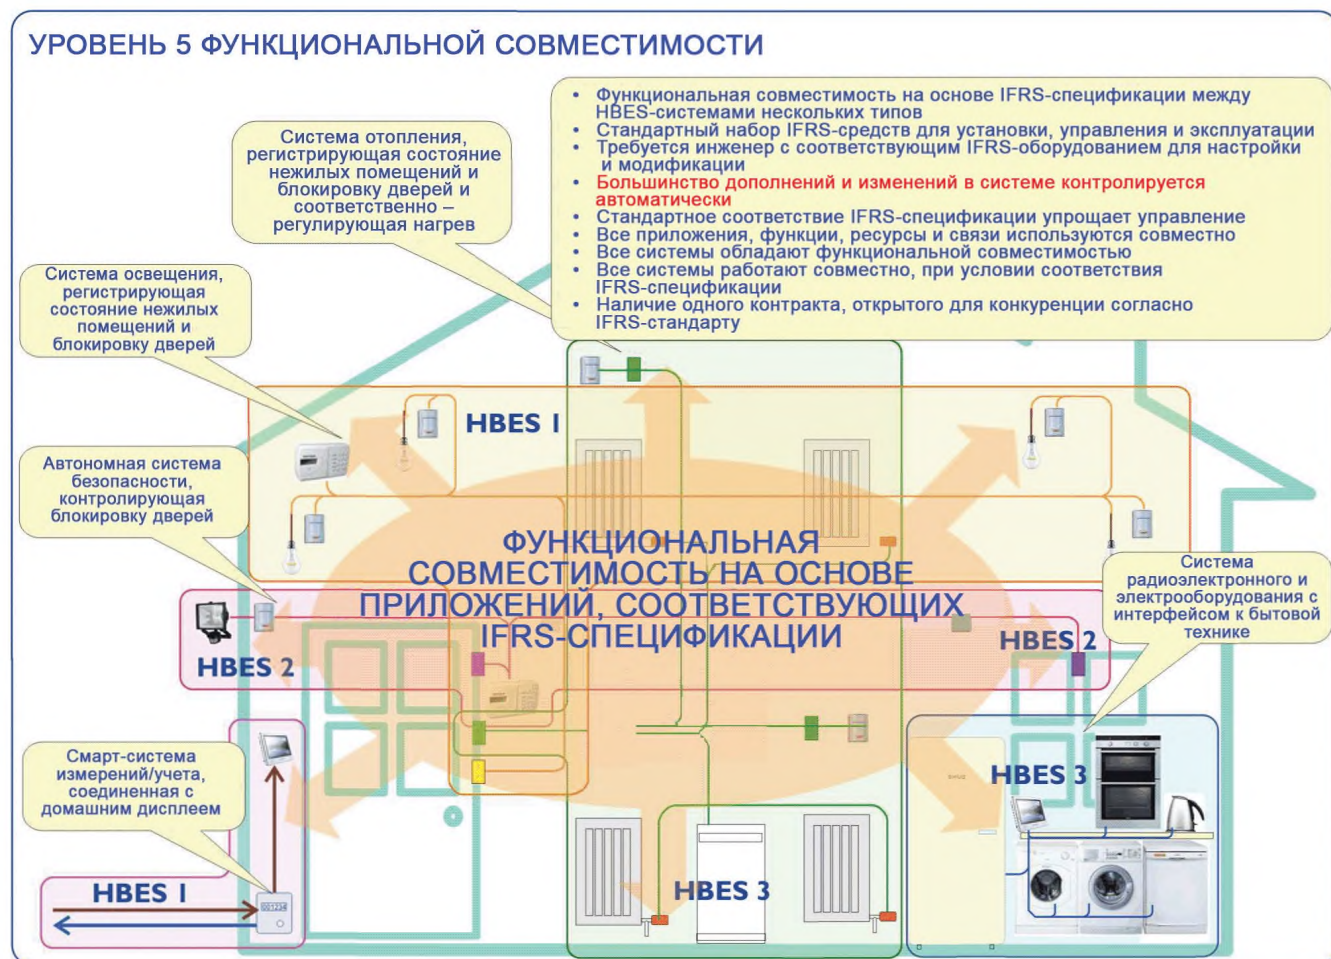 УРОВЕНЬ 5 ФУНКЦИОНАЛЬНОЙ СОВМЕСТИМОСТИ
• Функциональная совместимость на основе IFRS-спецификации между
HBES-системами нескольких типов
• Стандартный набор IFRS-средств для установки, управления и эксплуатации
• Требуется инженер с соответствующим IFRS-оборудованием для настройки
и модификации
• Большинство дополнений и изменений в системе контролируется
автоматически
• Стандартное соответствие IFRS-спецификации упрощает управление
• Все приложения, функции, ресурсы и связи используются совместно
• Все системы обладают функциональной совместимостью
• Все системы работают совместно, при условии соответствия
IFRS-спецификации
• Наличие одного контракта, открытого для конкуренции согласно
IFRS-стандарту
Система отопления,
регистрирующая состояние
нежилых помещений и
блокировку дверей и
соответственно –
регулирующая нагрев
Система освещения,
регистрирующая
состояние нежилых
помещений и
блокировку дверей
HBES 1
Автономная система
безопасности,
контролирующая
блокировку дверей
ФУНКЦИОНАЛЬНАЯ
СОВМЕСТИМОСТЬ НА ОСНОВЕ
ПРИЛОЖЕНИЙ, СООТВЕТСТВУЮЩИХ
IFRS-СПЕЦИФИКАЦИИ
Система
радиоэлектронного и
электрооборудования с
интерфейсом к бытовой
технике
HBES 2
HBES 2
Смарт-система
измерений/учета,
соединенная с
домашним дисплеем
HBES 3
HBES 1
001234
HBES 3